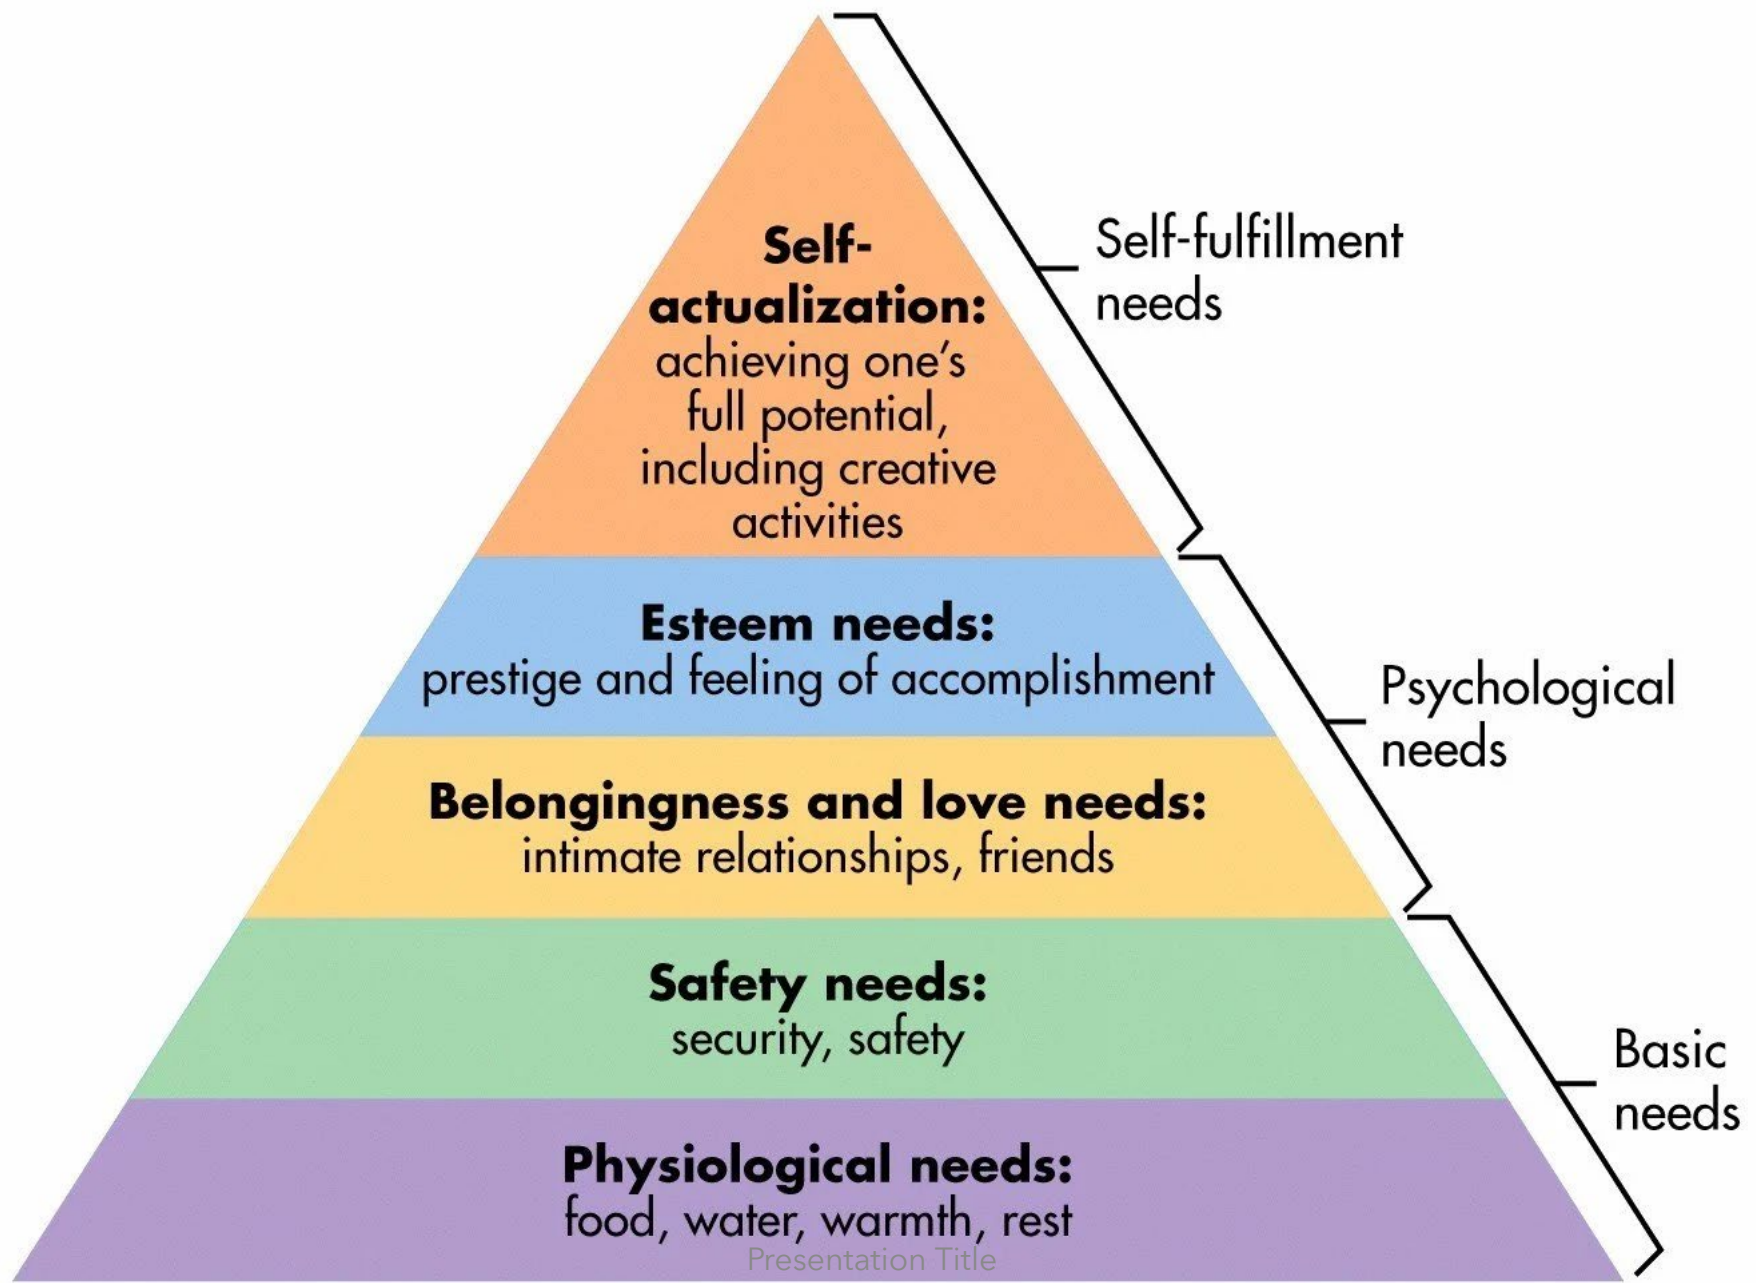 Self-
actualization:
achieving one’s
full potential,
including creative
activities
Self-fulfillment
needs
Esteem needs:
prestige and feeling of accomplishment
Psychological
needs
Belongingness and love needs:
intimate relationships, friends
Safety needs:
security, safety
Basic
needs
Physiological needs:
food, water, warmth, rest
Presentation Title